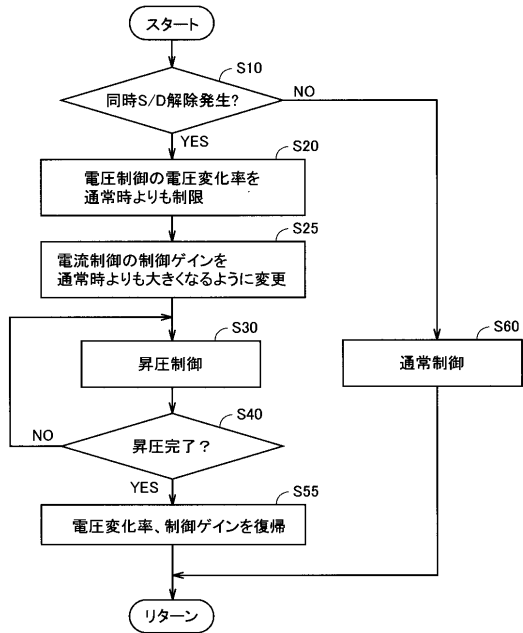 スタート
S10
同時S/D解除発生?
NO
YES
S20
電圧制御の電圧変化率を
通常時よりも制限
S25
電流制御の制御ゲインを
通常時よりも大きくなるように変更
S30
昇圧制御
S60
通常制御
S40
昇圧完了?
NO
YES
S55
電圧変化率、制御ゲインを復帰
リターン